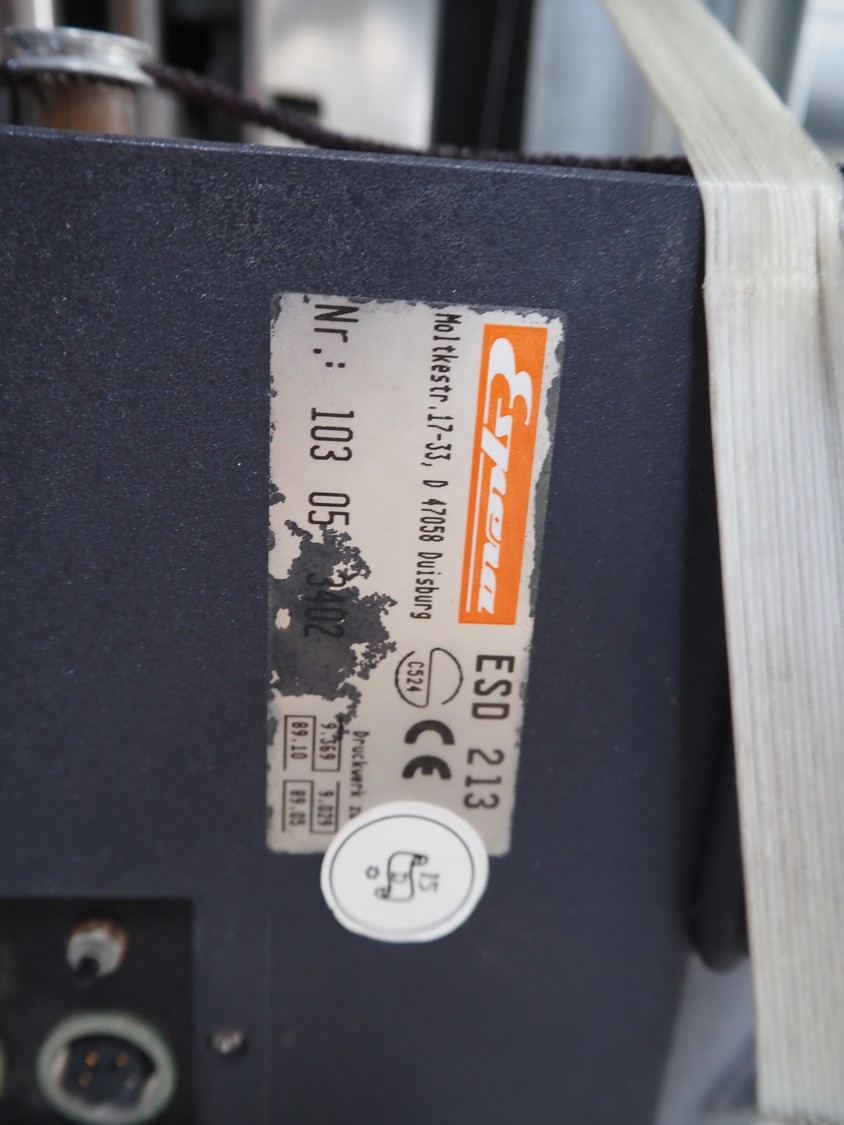 Espera
ESD 213
Moltkestr.17-33, D 47058 Duisburg
C524
CE
Nr.: 103 05 3402
Druckwerk
9.369 9.029
89.10 89.05
15